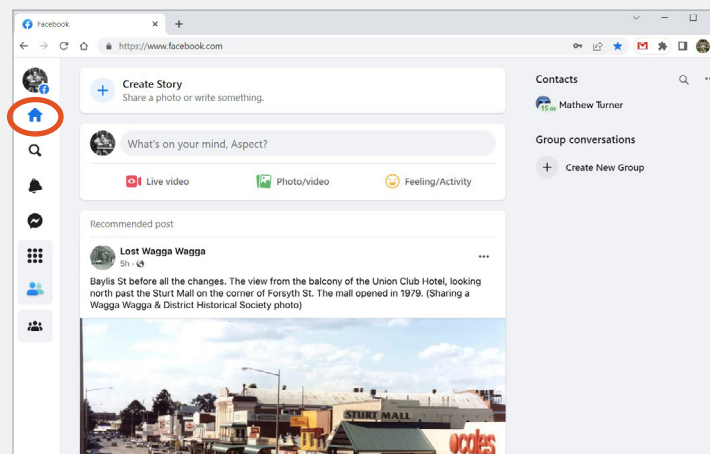 Facebook
https://www.facebook.com
Create Story
Share a photo or write something.
What's on your mind, Aspect?
Live video
Photo/video
Feeling/Activity
Recommended post
Lost Wagga Wagga
5h ·
Baylis St before all the changes. The view from the balcony of the Union Club Hotel, looking
north past the Sturt Mall on the corner of Forsyth St. The mall opened in 1979. (Sharing a
Wagga Wagga & District Historical Society photo)
STURT MALL
coles
Contacts
15 m
Mathew Turner
Group conversations
Create New Group